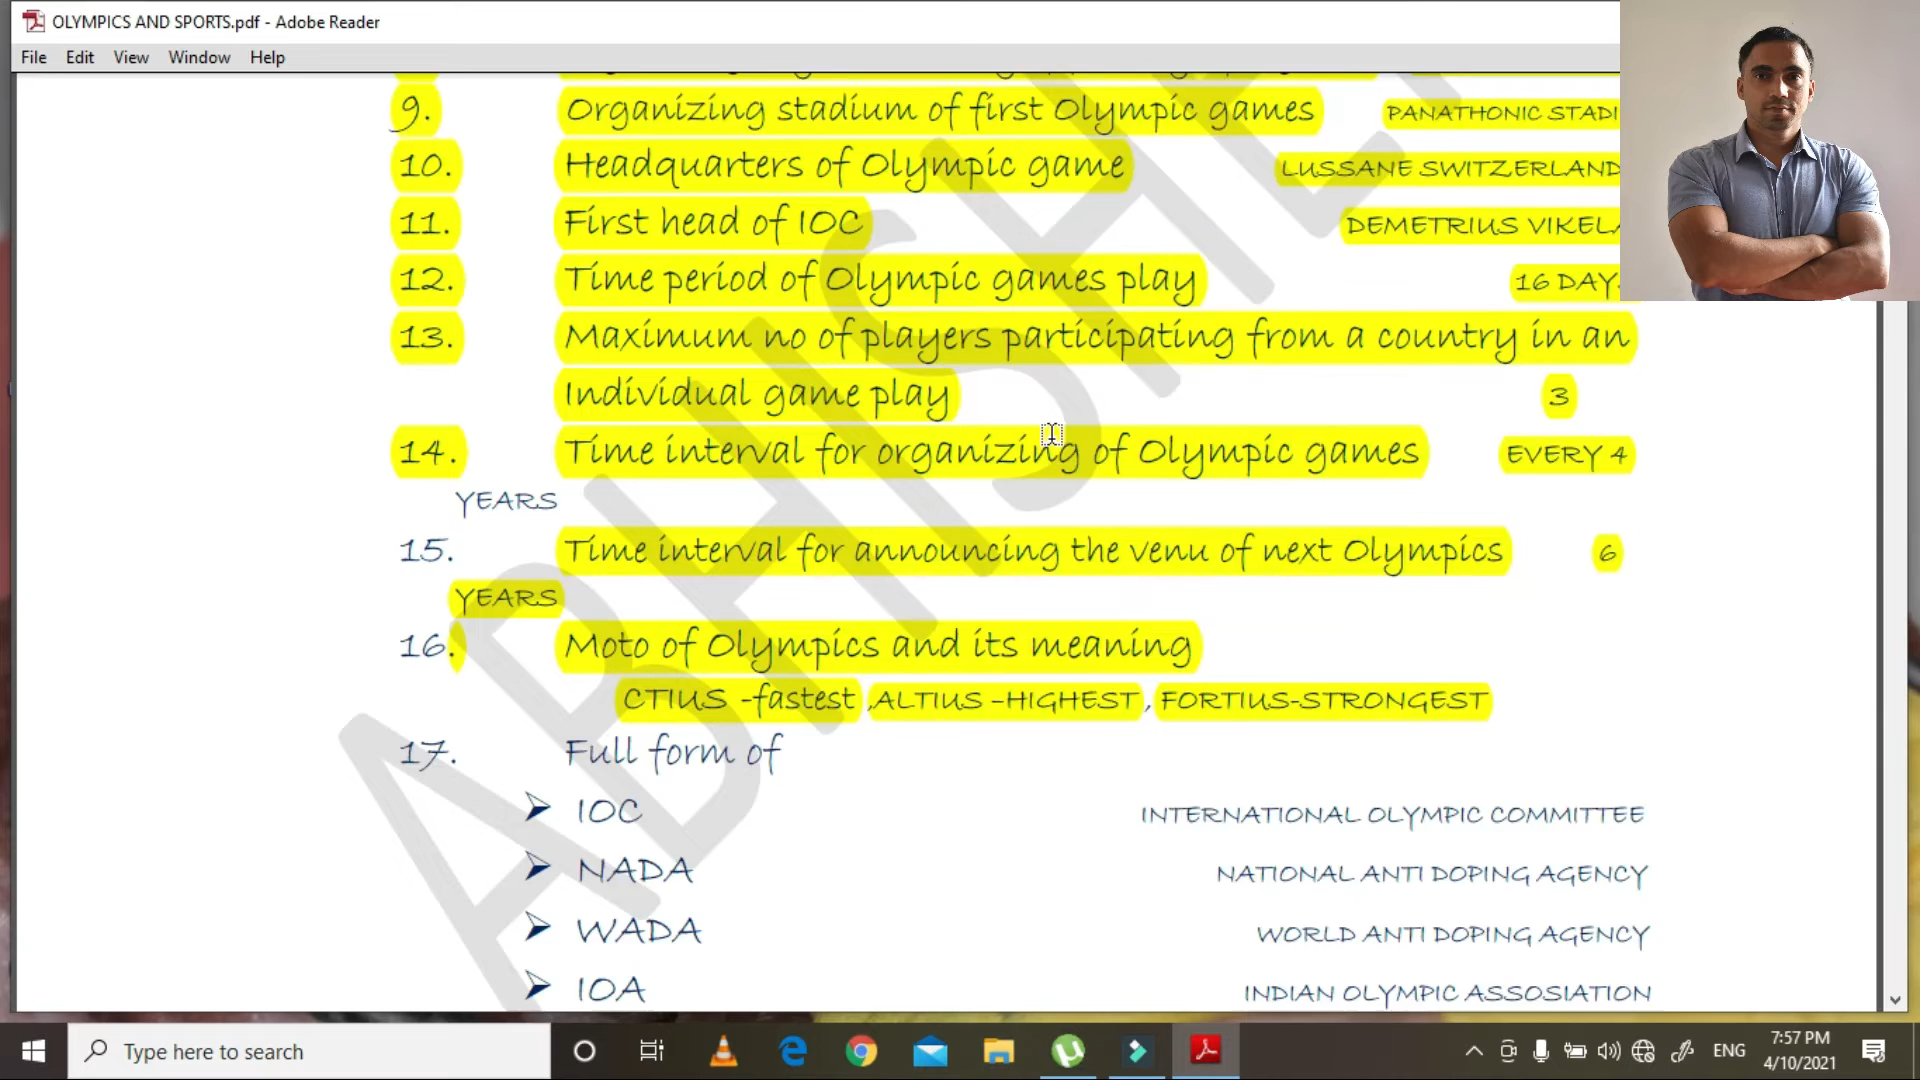 OLYMPICS AND SPORTS.pdf - Adobe Reader
File Edit View Window Help
9. Organizing stadium of first Olympic games PANATHONIC STADI
10. Headquarters of Olympic game LUSSANE SWITZERLAND
11. First head of IOC DEMETRIUS VIKELA
12. Time period of Olympic games play 16 DAY
13. Maximum no of players participating from a country in an
Individual game play 3
14. Time interval for organizing of Olympic games EVERY 4
YEARS
15. Time interval for announcing the venu of next Olympics 6
YEARS
16. Moto of Olympics and its meaning
CTIUS -fastest ,ALTIUS -HIGHEST, FORTIUS-STRONGEST
17. Full form of
➢ IOC INTERNATIONAL OLYMPIC COMMITTEE
➢ NADA NATIONAL ANTI DOPING AGENCY
➢ WADA WORLD ANTI DOPING AGENCY
➢ IOA INDIAN OLYMPIC ASSOSIATION
ABHISHE
Type here to search
ENG
7:57 PM
4/10/2021